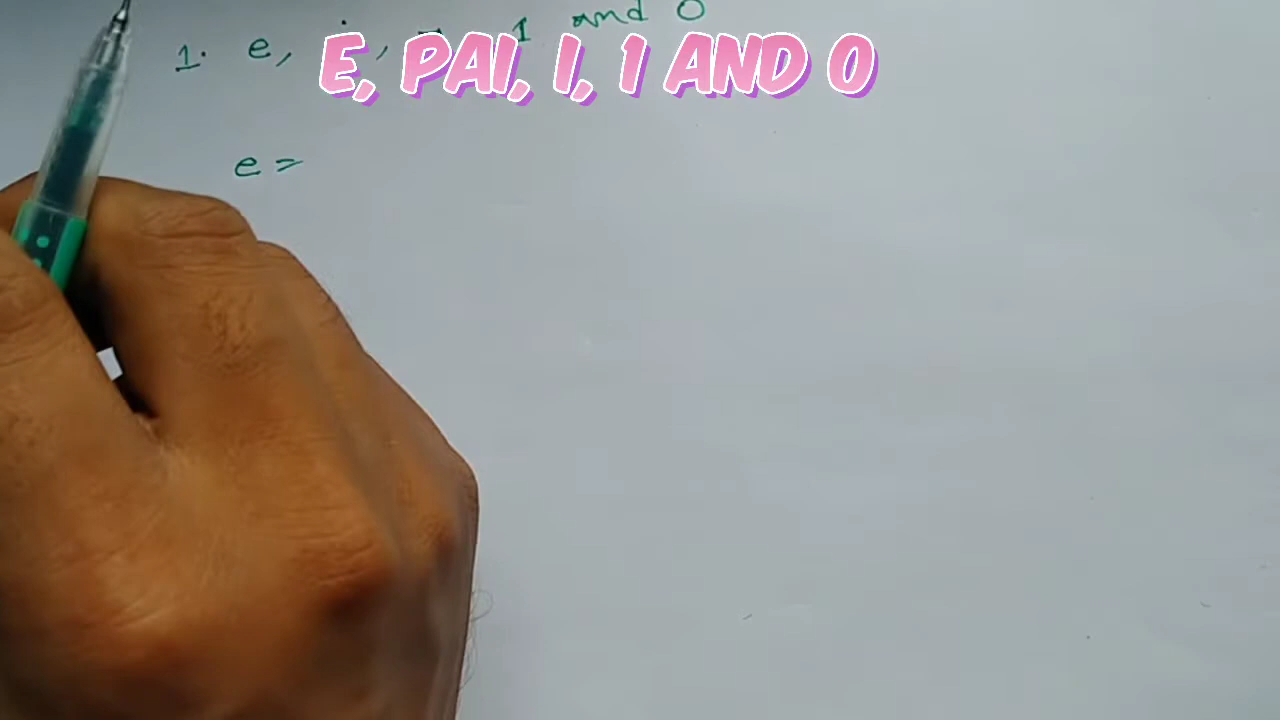 1. e, i, 1 and 0
E, PAI, I, 1 AND 0
e =